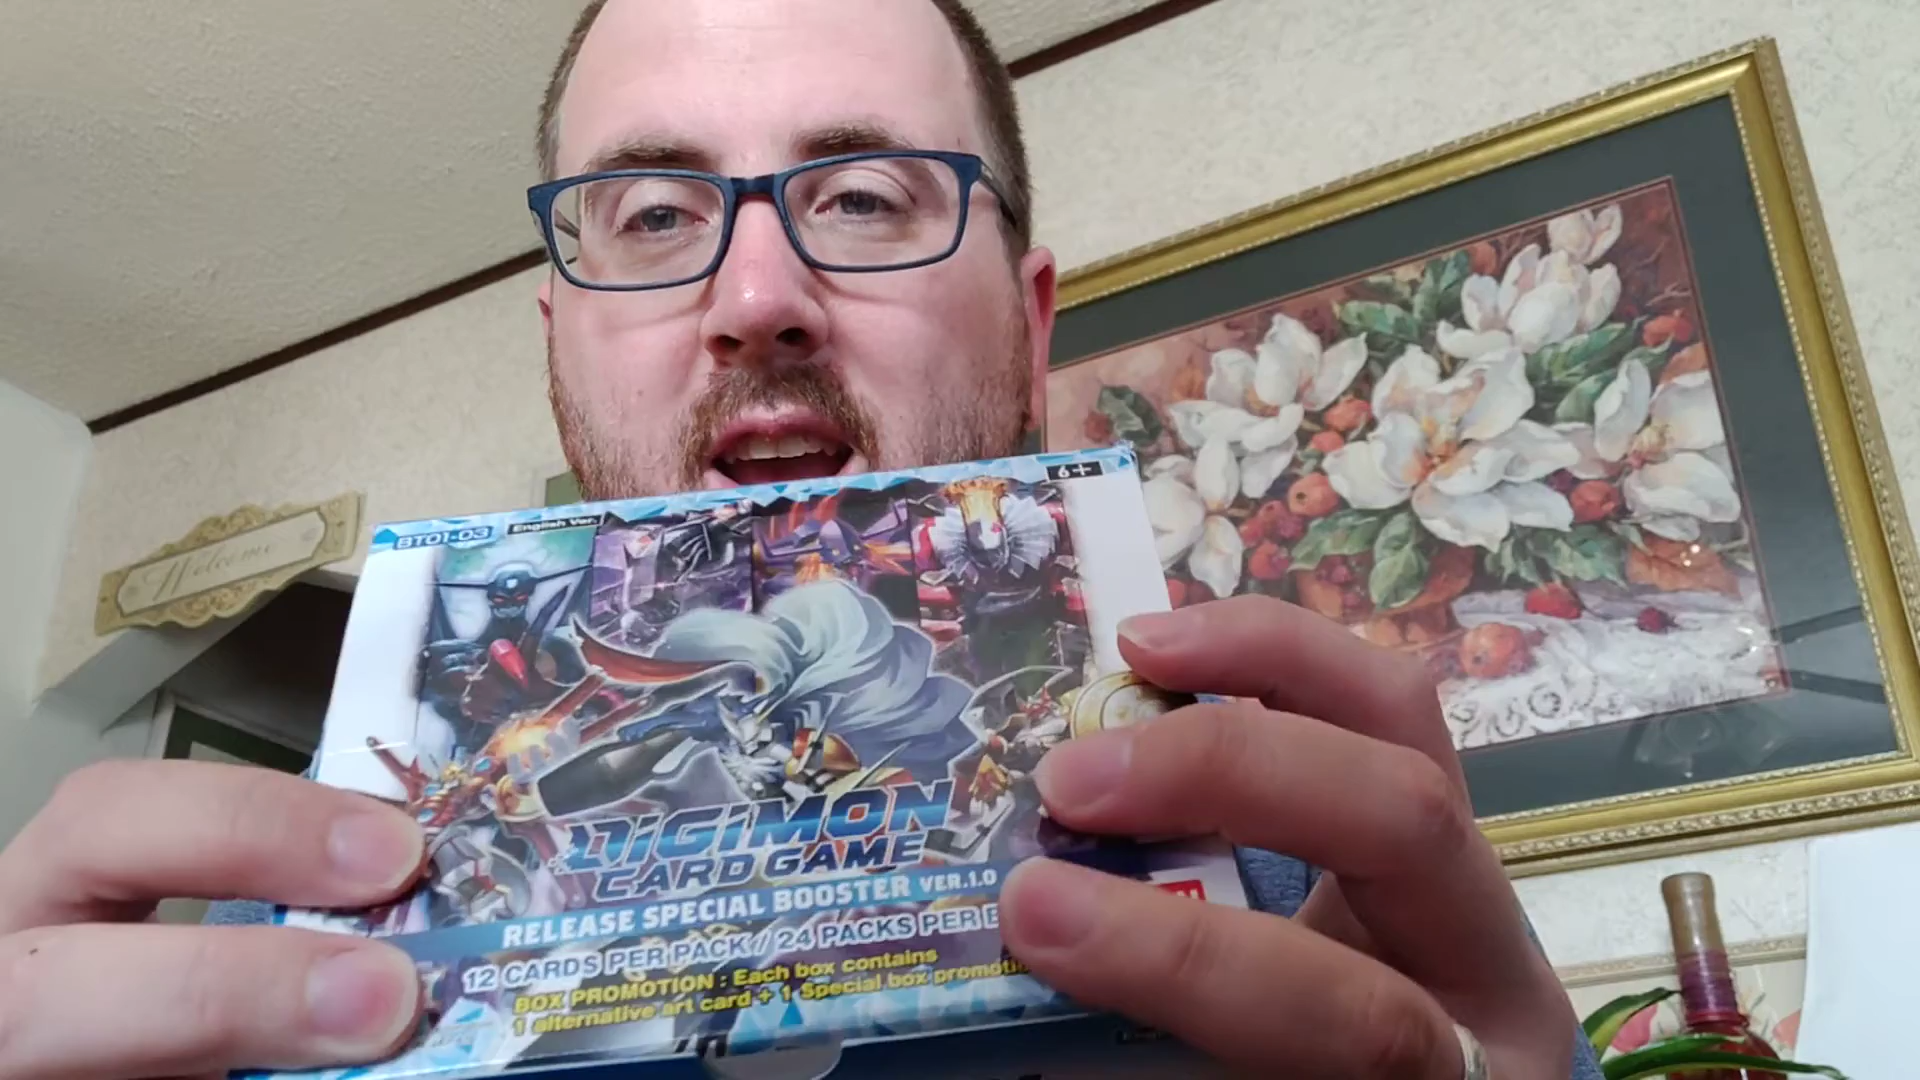 Welcome
BT01-03
English Ver.
6+
DIGIMON
CARD GAME
RELEASE SPECIAL BOOSTER VER.1.0
12 CARDS PER PACK / 24 PACKS PER
BOX PROMOTION : Each box contains
1 alternative art card + 1 Special box